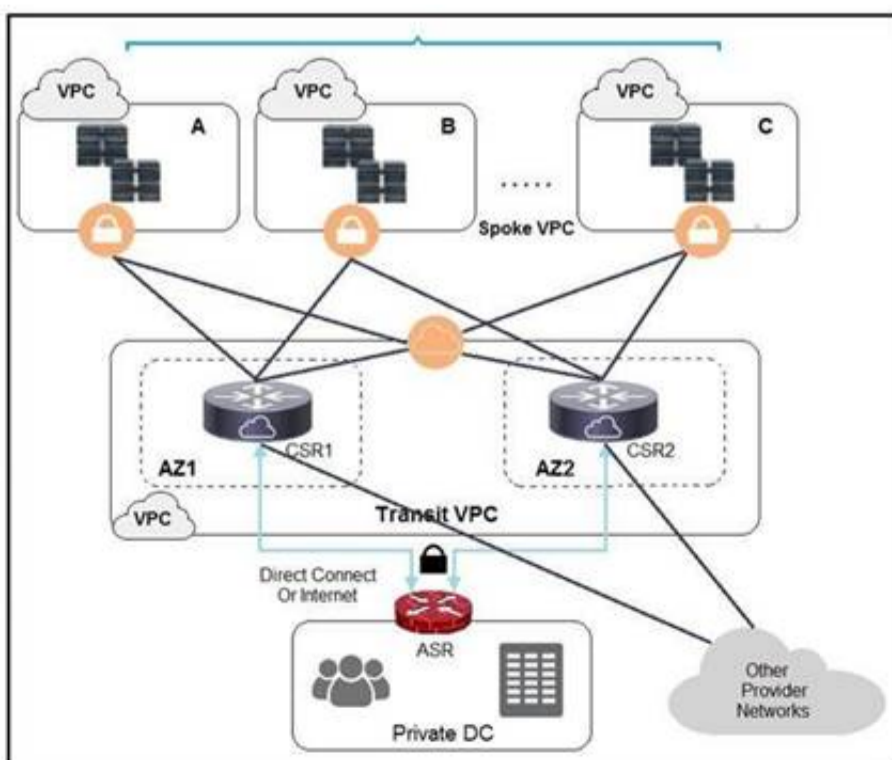 VPC
A
VPC
B
VPC
C
.....
Spoke VPC
CSR1
AZ1
CSR2
AZ2
VPC
Transit VPC
Direct Connect
Or Internet
ASR
Private DC
Other
Provider
Networks